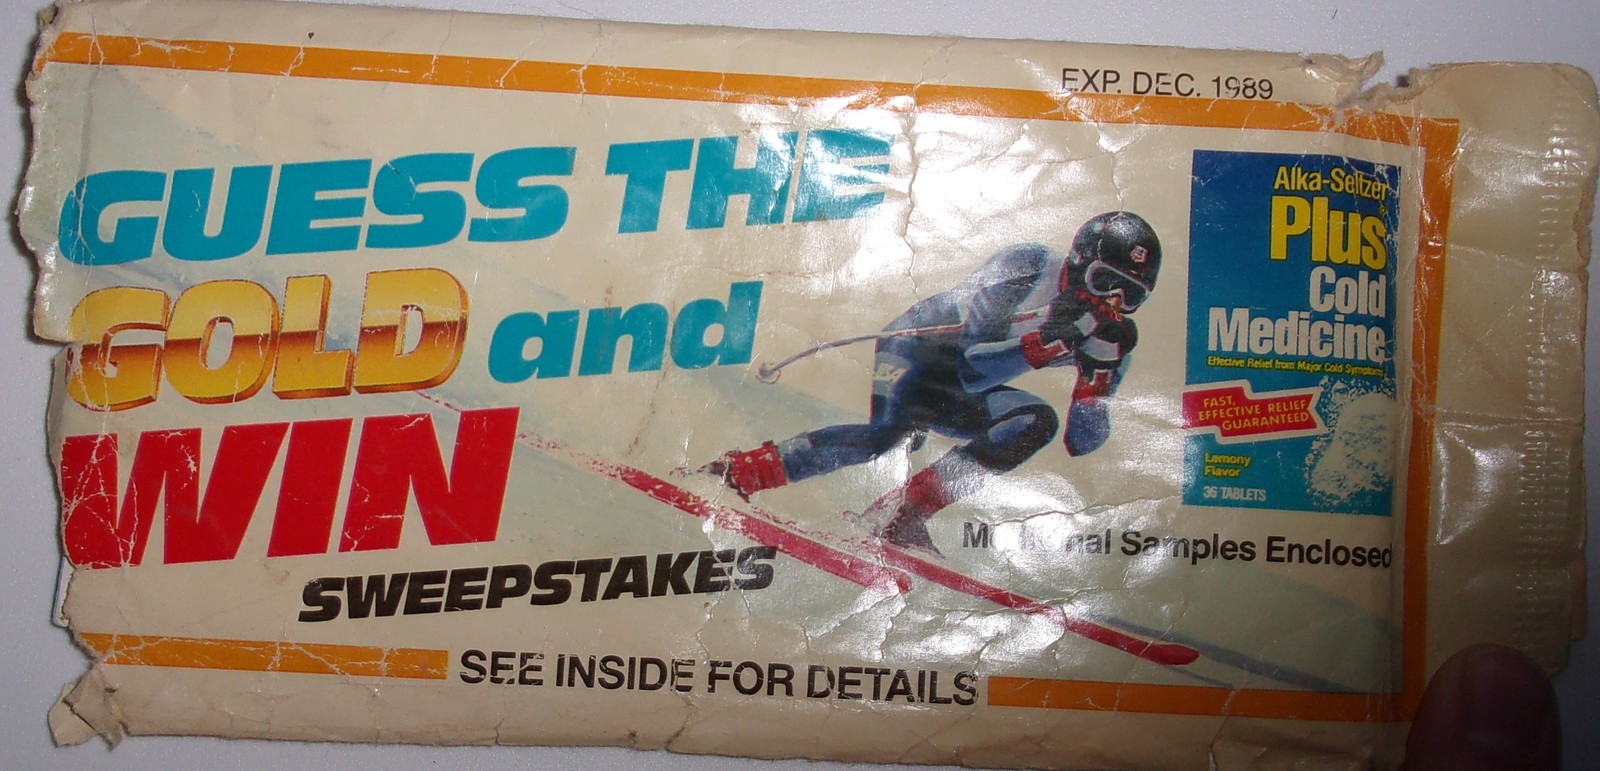 EXP. DEC. 1989
GUESS THE
GOLD and
WIN
SWEEPSTAKES
SEE INSIDE FOR DETAILS
Alka-Seltzer
Plus
Cold
Medicine
Effective Relief from Major Cold Symptoms
FAST,
EFFECTIVE RELIEF
GUARANTEED
Lemony
Flavor
36 TABLETS
Samples Enclosed